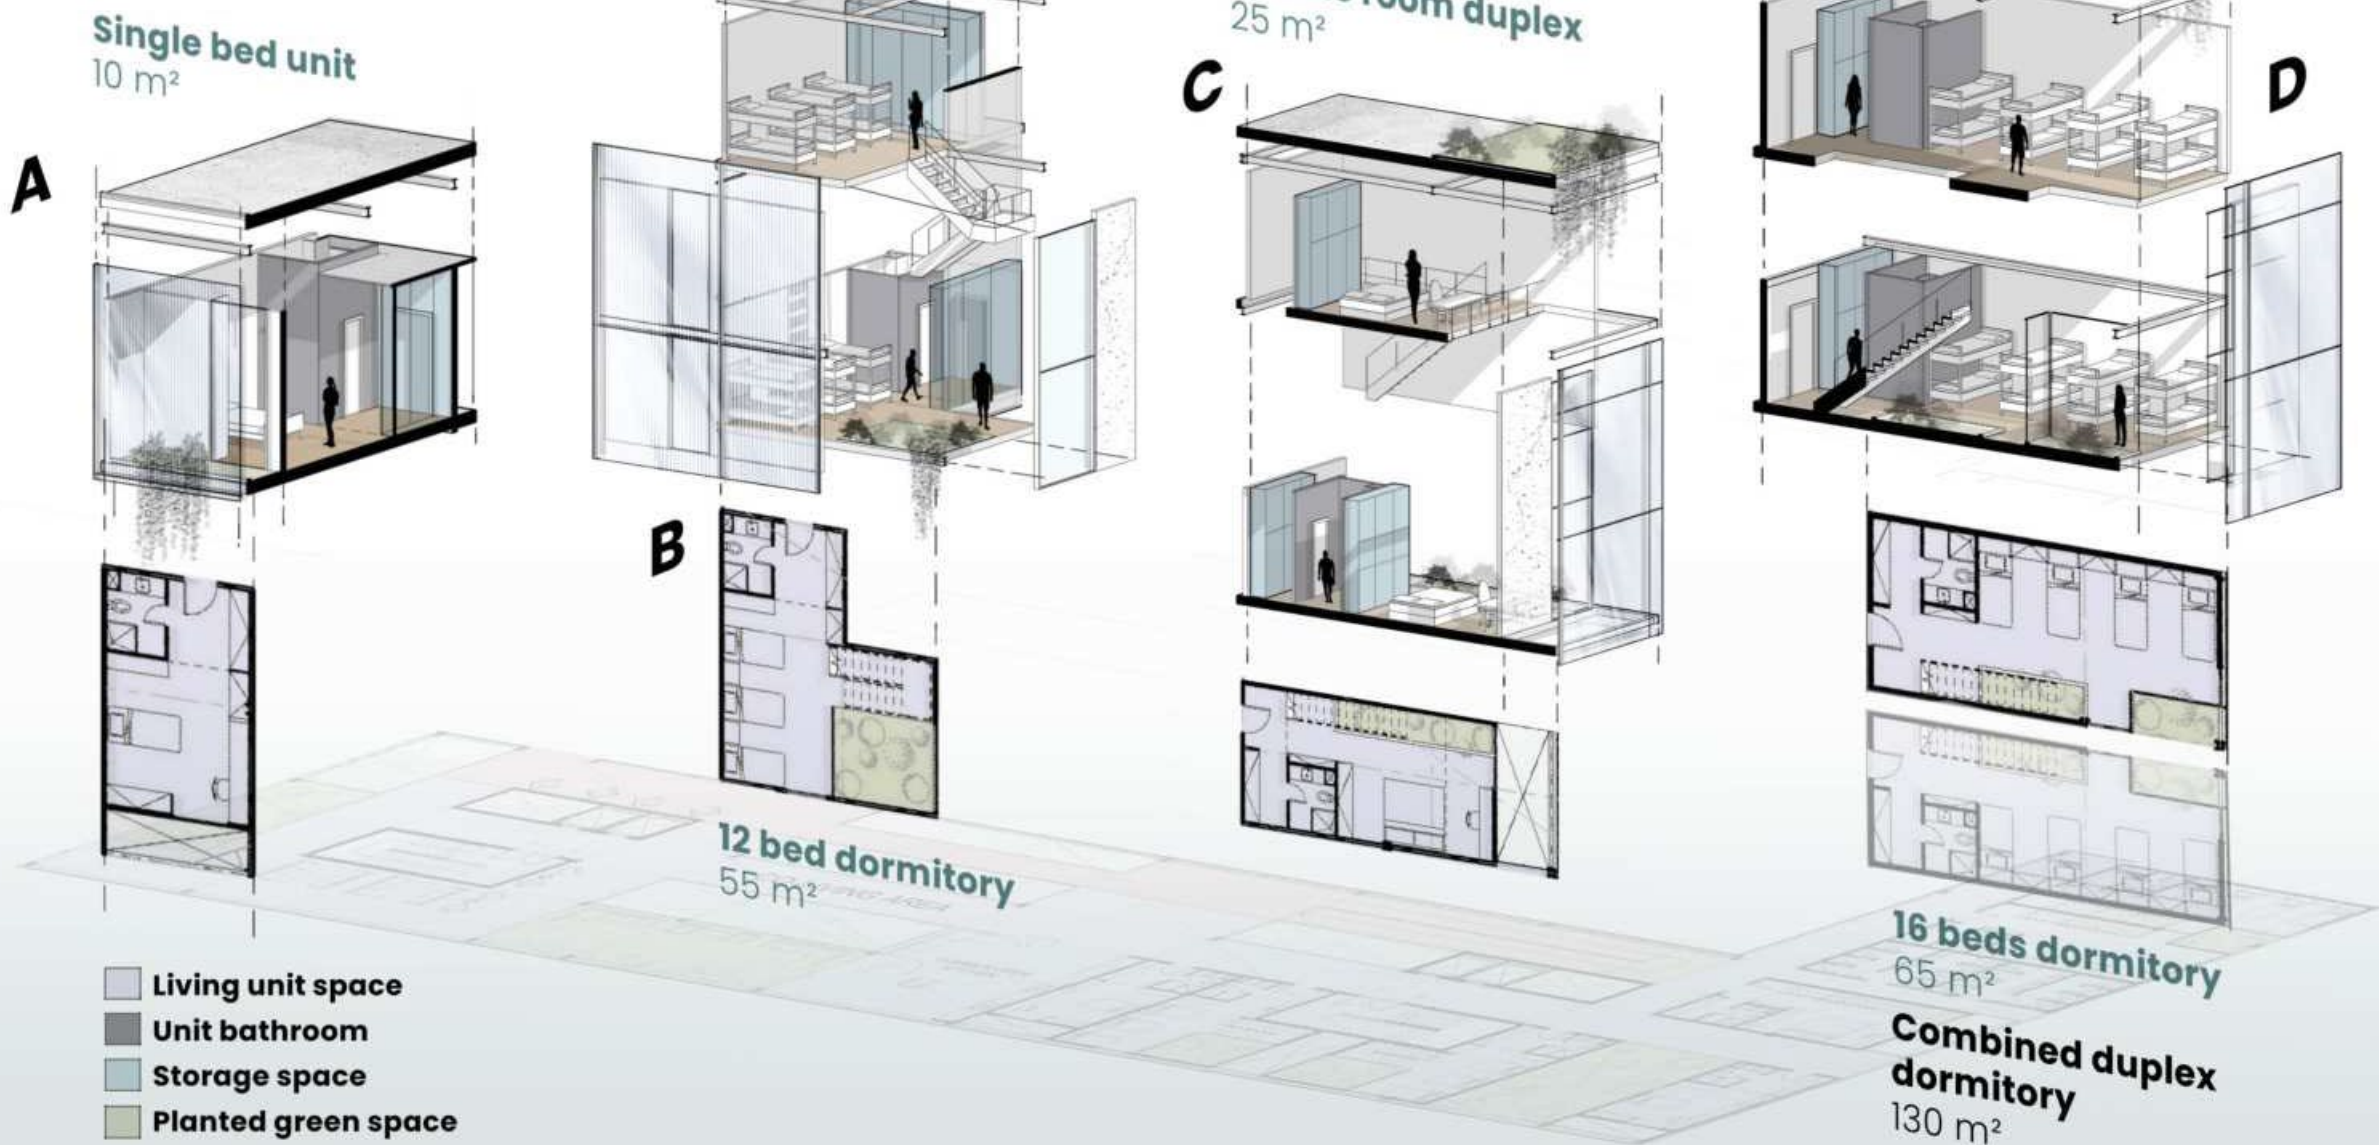 Single bed unit
10 m²
A
room duplex
25 m²
C
D
B
12 bed dormitory
55 m²
16 beds dormitory
65 m²
Combined duplex
dormitory
130 m²
Living unit space
Unit bathroom
Storage space
Planted green space